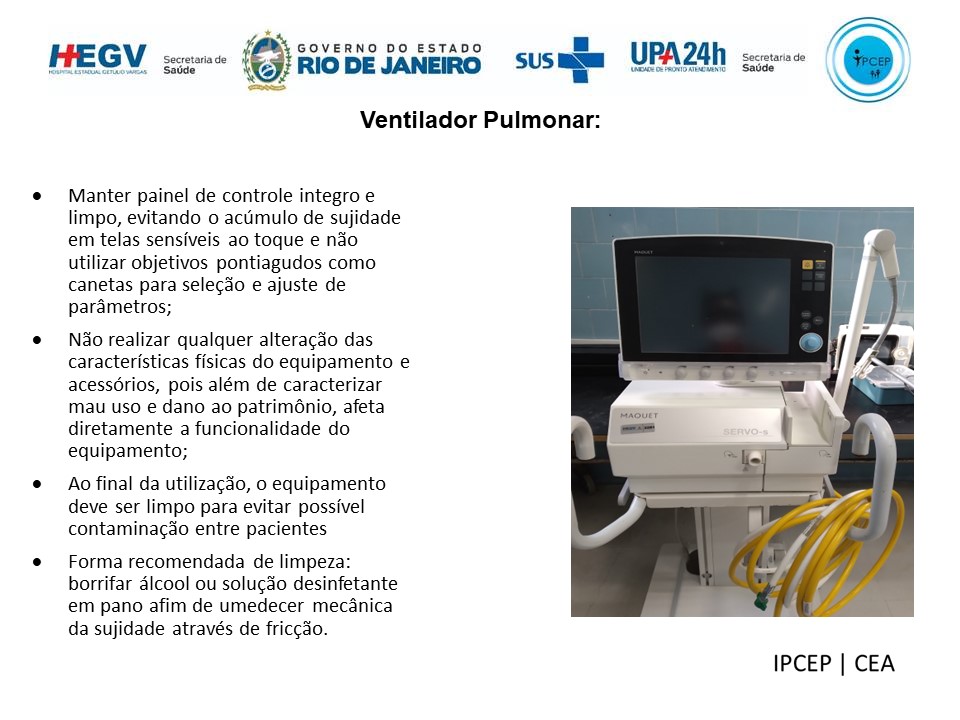 HEGV
HOSPITAL ESTADUAL GETÚLIO VARGAS
Secretaria de
Saúde
GOVERNO DO ESTADO
RIO DE JANEIRO
SUS
UPA24h
UNIDADE DE PRONTO ATENDIMENTO
Secretaria de
Saúde
IPCEP
Ventilador Pulmonar:
• Manter painel de controle integro e
limpo, evitando o acúmulo de sujidade
em telas sensíveis ao toque e não
utilizar objetivos pontiagudos como
canetas para seleção e ajuste de
parâmetros;
• Não realizar qualquer alteração das
características físicas do equipamento e
acessórios, pois além de caracterizar
mau uso e dano ao patrimônio, afeta
diretamente a funcionalidade do
equipamento;
• Ao final da utilização, o equipamento
deve ser limpo para evitar possível
contaminação entre pacientes
• Forma recomendada de limpeza:
borrifar álcool ou solução desinfetante
em pano afim de umedecer mecânica
da sujidade através de fricção.
MAQUET
MAQUET
SERVO-s
IPCEP | CEA